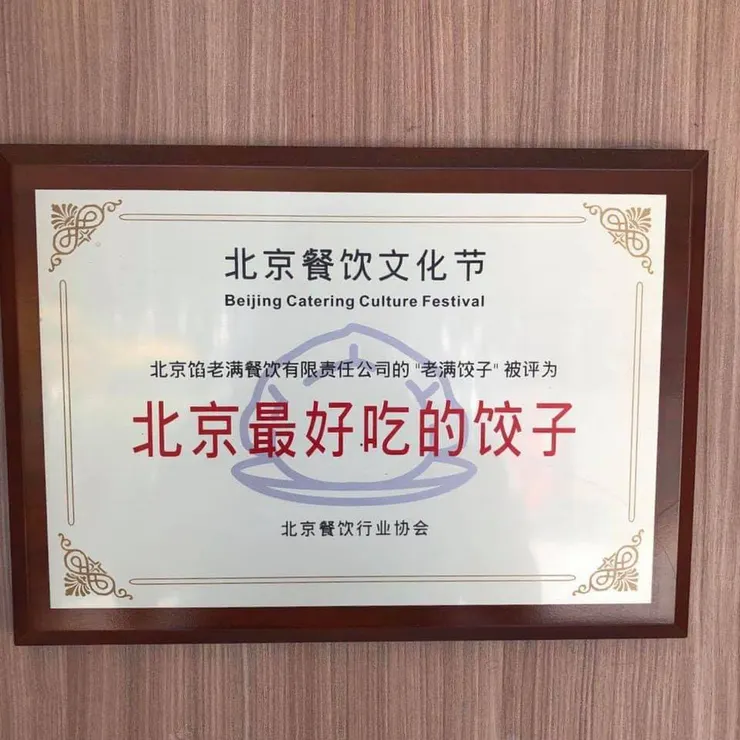 北京餐饮文化节
Beijing Catering Culture Festival
北京馅老满餐饮有限责任公司的 "老满饺子" 被评为
北京最好吃的饺子
北京餐饮行业协会